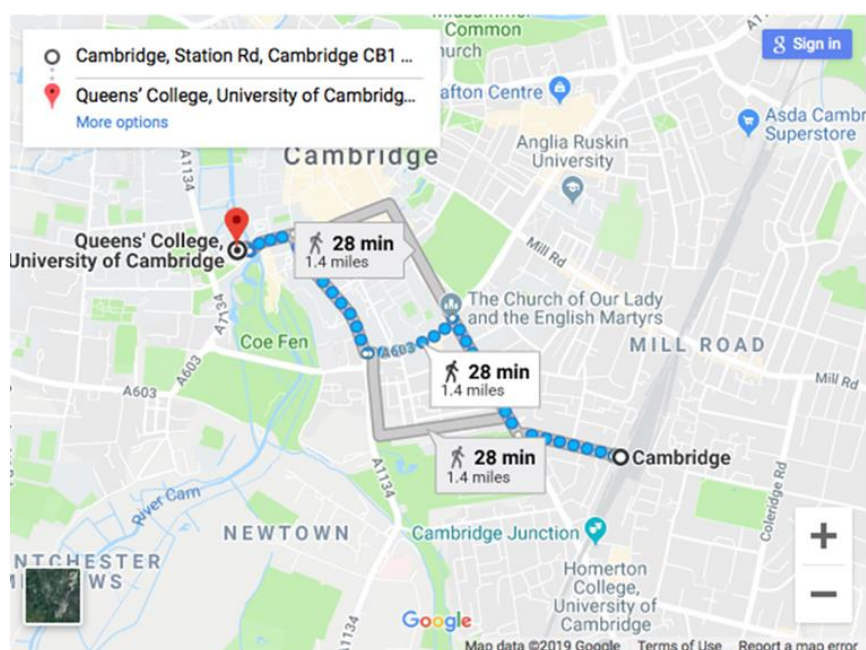 Cambridge, Station Rd, Cambridge CB1 ...
Queens' College, University of Cambridg...
More options
Common
Sign in
afton Centre
Asda Camb
Superstore
Anglia Ruskin
University
Cambridge
A1134
Queens' College,
University of Cambridge
28 min
1.4 miles
Mill Rd
The Church of Our Lady
and the English Martyrs
A1134
Coe Fen
A603
MILL ROAD
28 min
1.4 miles
A603
Mill Rd
28 min
1.4 miles
Cambridge
A1134
Coleridge Rd
River Cam
NEWTOWN
Cambridge Junction
NTCHESTER
WS
Homerton
College,
University of
Cambridge
Google
Map data ©2019 Google Terms of Use Report a map error